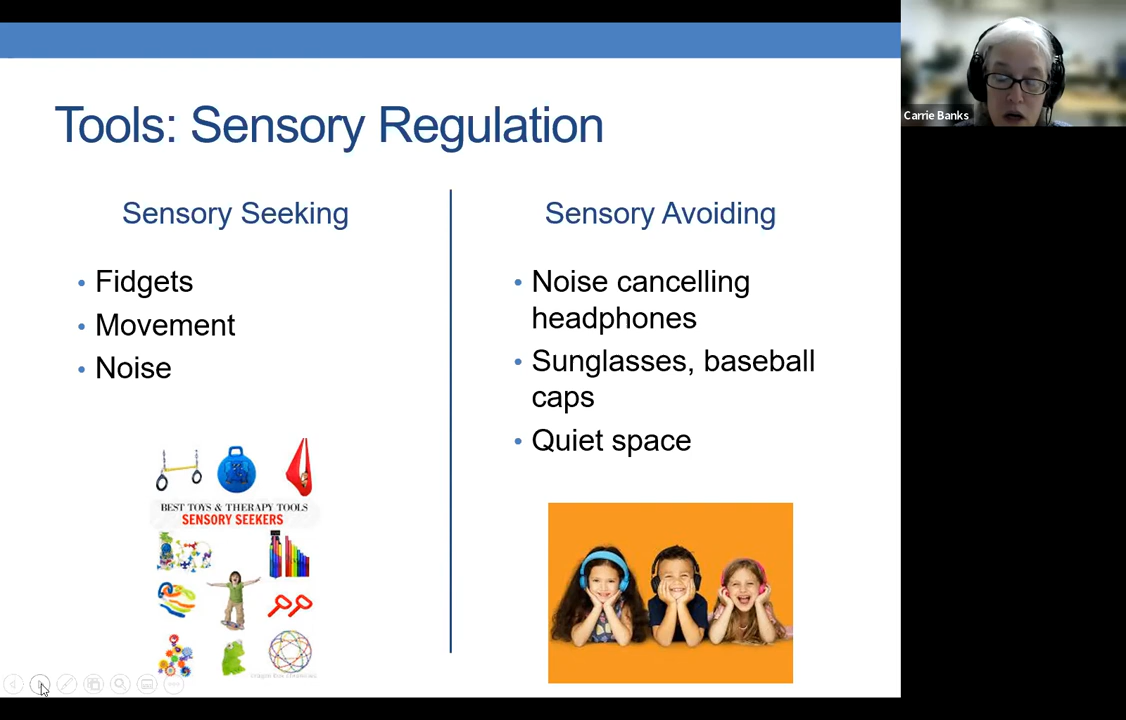 Tools: Sensory Regulation
Sensory Seeking
• Fidgets
• Movement
• Noise
BEST TOYS & THERAPY TOOLS
SENSORY SEEKERS
Sensory Avoiding
• Noise cancelling
headphones
• Sunglasses, baseball
caps
• Quiet space
Carrie Banks